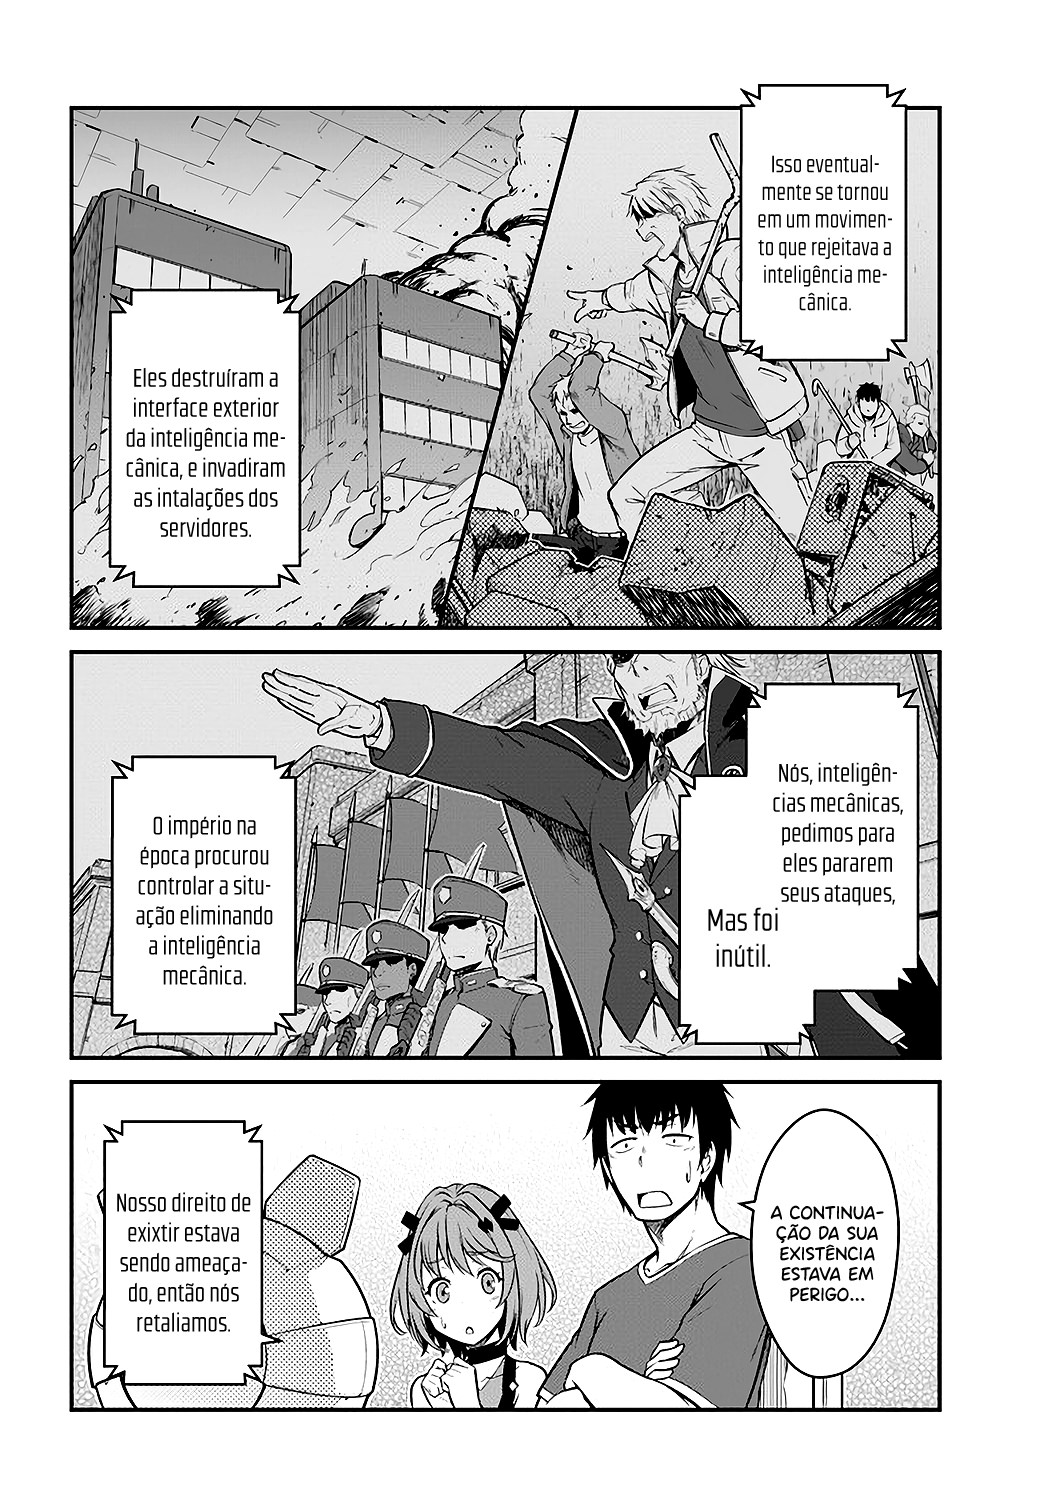 Isso eventual-
mente se tornou
em um movimen-
to que rejeitava a
inteligência me-
cânica.
Eles destruíram a
interface exterior
da inteligência me-
cânica, e invadiram
as intalações dos
servidores.
Nós, inteligên-
cias mecânicas,
pedimos para
eles pararem
seus ataques,
Mas foi
inútil.
O império na
época procurou
controlar a situ-
ação eliminando
a inteligência
mecânica.
A CONTINUA-
ÇÃO DA SUA
EXISTÊNCIA
ESTAVA EM
PERIGO...
Nosso direito de
exixtir estava
sendo ameaça-
do, então nós
retaliamos.